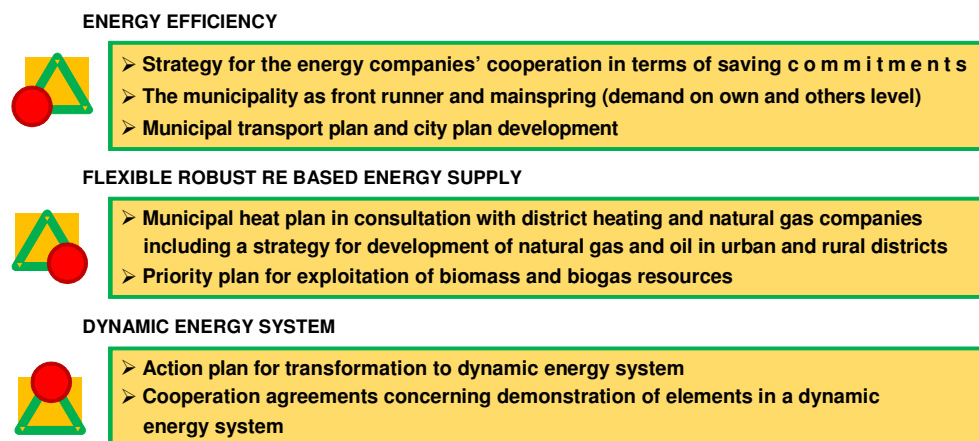 ENERGY EFFICIENCY
➢ Strategy for the energy companies’ cooperation in terms of saving c o m m i t m e n t s
➢ The municipality as front runner and mainspring (demand on own and others level)
➢ Municipal transport plan and city plan development
FLEXIBLE ROBUST RE BASED ENERGY SUPPLY
➢ Municipal heat plan in consultation with district heating and natural gas companies
including a strategy for development of natural gas and oil in urban and rural districts
➢ Priority plan for exploitation of biomass and biogas resources
DYNAMIC ENERGY SYSTEM
➢ Action plan for transformation to dynamic energy system
➢ Cooperation agreements concerning demonstration of elements in a dynamic
energy system